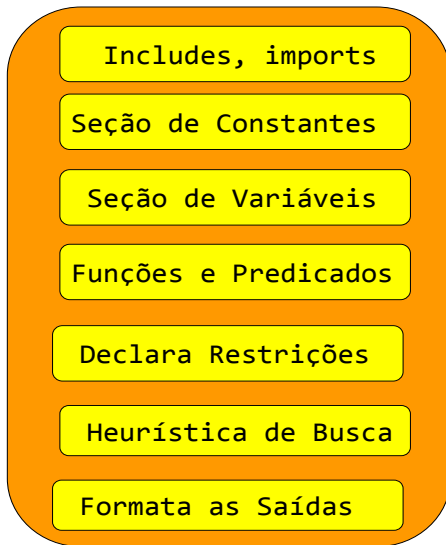 Includes, imports
Seção de Constantes
Seção de Variáveis
Funções e Predicados
Declara Restrições
Heurística de Busca
Formata as Saídas